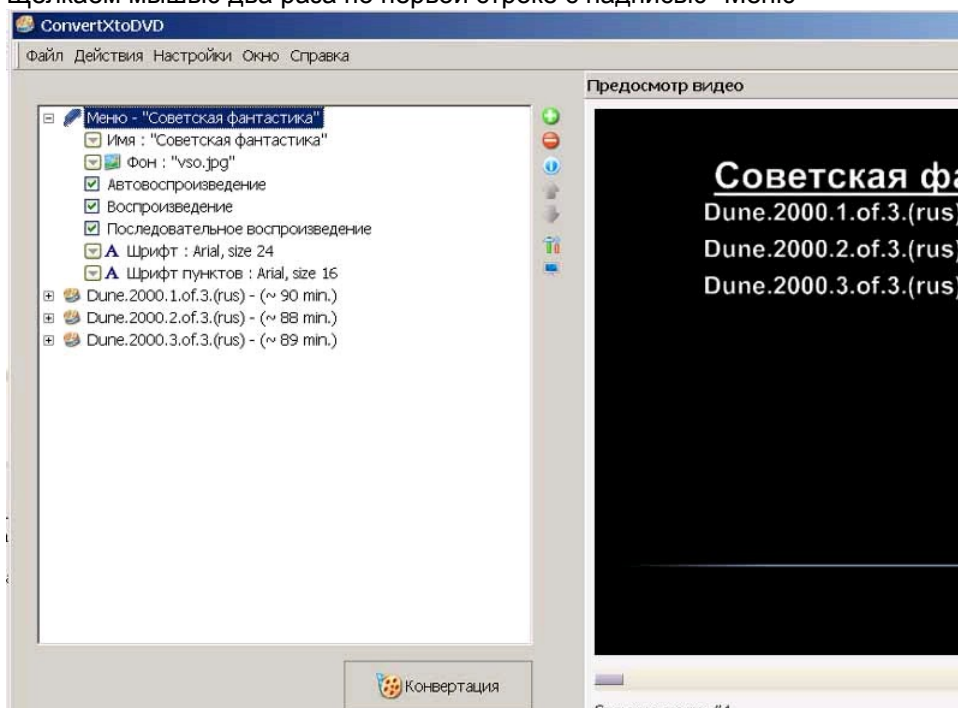 Щелкаем мышью два раза по первой строке с надписью "Меню"
ConvertXtoDVD
Файл Действия Настройки Окно Справка
Предосмотр видео
Меню - "Советская фантастика"
Имя : "Советская фантастика"
Фон : "vso.jpg"
Автовоспроизведение
Воспроизведение
Последовательное воспроизведение
A Шрифт : Arial, size 24
A Шрифт пунктов : Arial, size 16
Dune.2000.1.of.3.(rus) - (~ 90 min.)
Dune.2000.2.of.3.(rus) - (~ 88 min.)
Dune.2000.3.of.3.(rus) - (~ 89 min.)
Советская фа
Dune.2000.1.of.3.(rus)
Dune.2000.2.of.3.(rus)
Dune.2000.3.of.3.(rus)
Конвертация